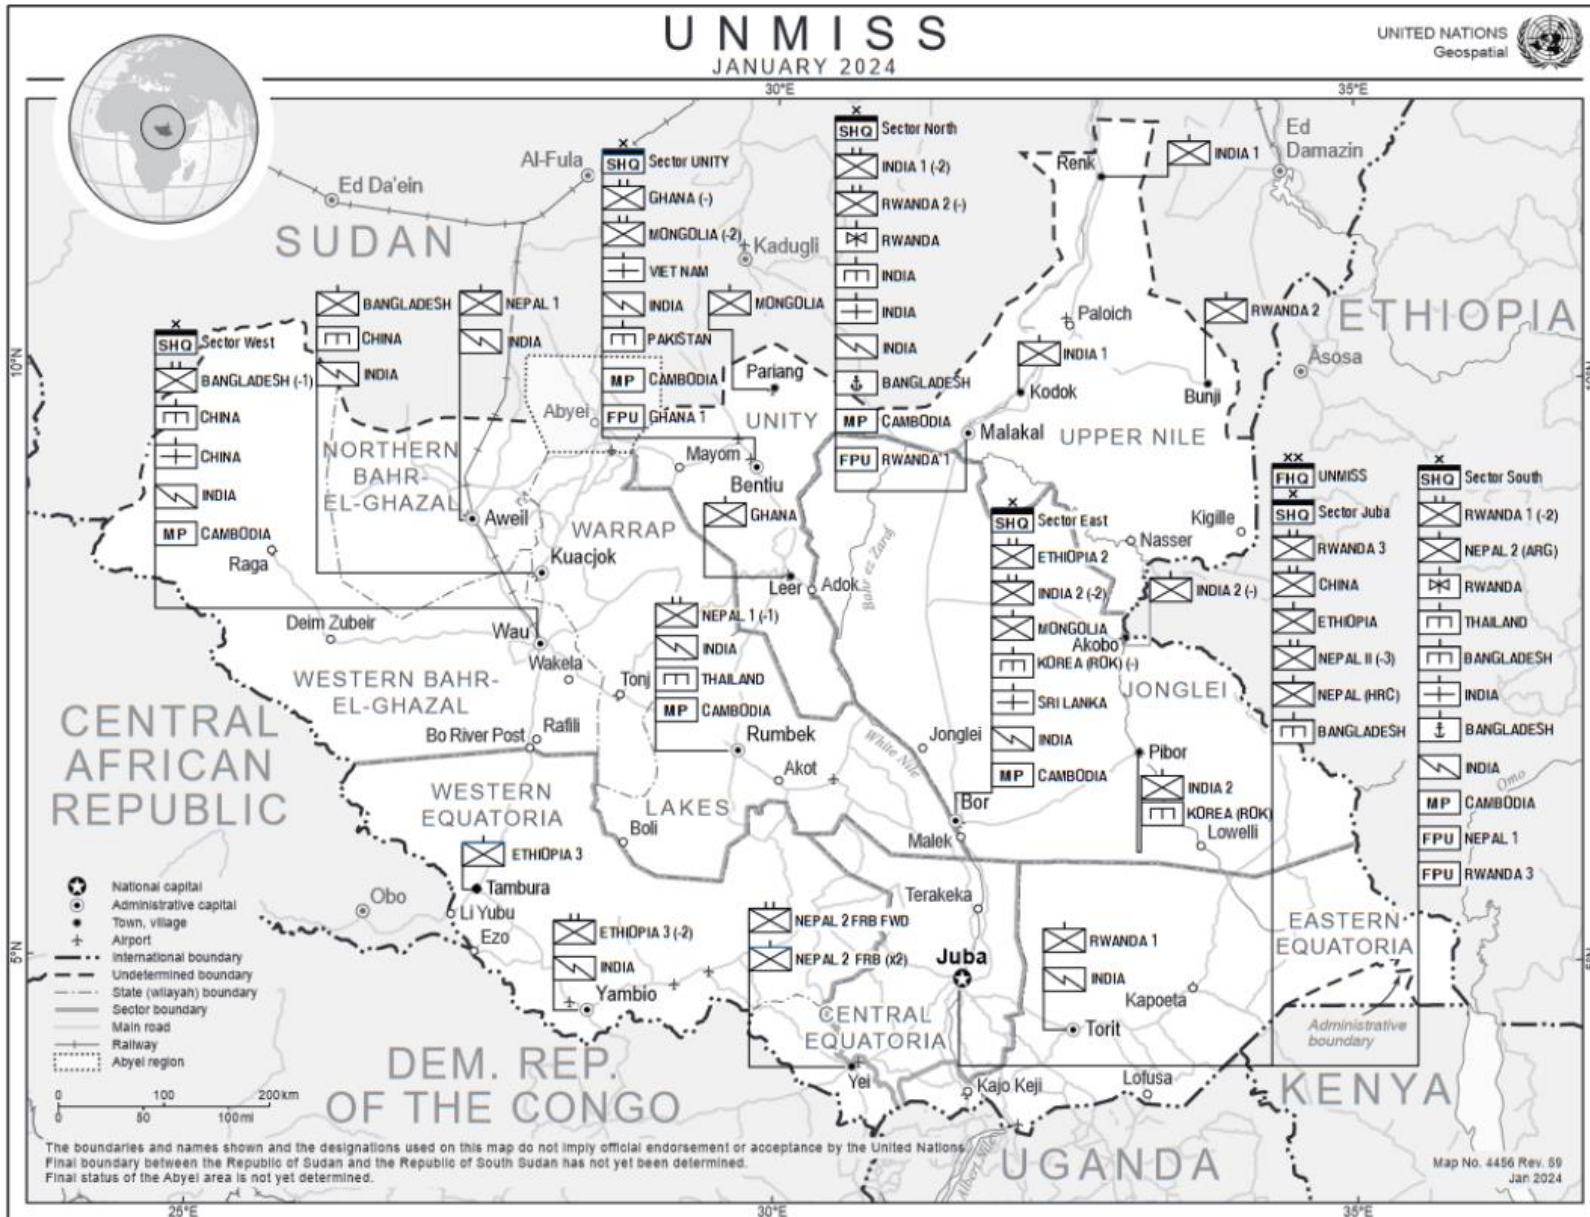 UNMISS
JANUARY 2024
UNITED NATIONS
Geospatial
30°E
35°E
SHQ Sector North
INDIA 1 (-2)
RWANDA 2 (-)
RWANDA
INDIA
INDIA
INDIA
BANGLADESH
MP CAMBODIA
FPU RWANDA 1
SHQ Sector UNITY
GHANA (-)
MONGOLIA (-2)
VIET NAM
INDIA
PAKISTAN
MP CAMBODIA
FPU GHANA 1
Al-Fula
Ed Da'ein
SUDAN
Kadugli
MONGOLIA
Renk
INDIA 1
Ed
Damazin
ETHIOPIA
Āsosa
RWANDA 2
Bunji
Paloich
INDIA 1
Kodok
Malakal
UPPER NILE
BANGLADESH
CHINA
INDIA
NEPAL 1
INDIA
SHQ Sector West
BANGLADESH (-1)
CHINA
CHINA
INDIA
MP CAMBODIA
10°N
Pariang
UNITY
Abyei
Mayom
Bentiu
NORTHERN
BAHR-
EL-GHAZAL
Aweil
WARRAP
Kuacjok
Raga
GHANA
Leer
Adok
Bahr ez Zaraf
SHQ Sector East
ETHIOPIA 2
INDIA 2 (-2)
MONGOLIA
KOREA (ROK) (-)
SRI LANKA
INDIA
MP CAMBODIA
Kigille
Nasser
INDIA 2 (-)
Akobo
JONGLEI
FHQ UNMISS
SHQ Sector Juba
RWANDA 3
CHINA
ETHIOPIA
NEPAL II (-3)
NEPAL (HRC)
BANGLADESH
SHQ Sector South
RWANDA 1 (-2)
NEPAL 2 (ARG)
RWANDA
THAILAND
BANGLADESH
INDIA
BANGLADESH
INDIA
MP CAMBODIA
FPU NEPAL 1
FPU RWANDA 3
Omo
Deim Zubeir
Wau
Wakela
Tonj
WESTERN BAHR-
EL-GHAZAL
Bo River Post
Rafili
NEPAL 1 (-1)
INDIA
THAILAND
MP CAMBODIA
Rumbek
Akot
LAKES
Boli
White Nile
Jonglei
Bor
Malek
Pibor
INDIA 2
KOREA (ROK)
Lowelli
CENTRAL
AFRICAN
REPUBLIC
WESTERN
EQUATORIA
ETHIOPIA 3
Tambura
Li Yubu
Ezo
Obo
ETHIOPIA 3 (-2)
INDIA
Yambio
NEPAL 2 FRB FWD
NEPAL 2 FRB (x2)
Terakeka
Juba
CENTRAL
EQUATORIA
Yei
Kajo Keji
RWANDA 1
INDIA
Torit
Kapoeta
Lofusa
EASTERN
EQUATORIA
Administrative
boundary
5°N
National capital
Administrative capital
Town, village
Airport
International boundary
Undetermined boundary
State (wilayah) boundary
Sector boundary
Main road
Railway
Abyei region
0 100 200 km
0 50 100 mi
DEM. REP.
OF THE CONGO
UGANDA
KENYA
Albert Nile
The boundaries and names shown and the designations used on this map do not imply official endorsement or acceptance by the United Nations.
Final boundary between the Republic of Sudan and the Republic of South Sudan has not yet been determined.
Final status of the Abyei area is not yet determined.
Map No. 4456 Rev. 59
Jan 2024
25°E
30°E
35°E